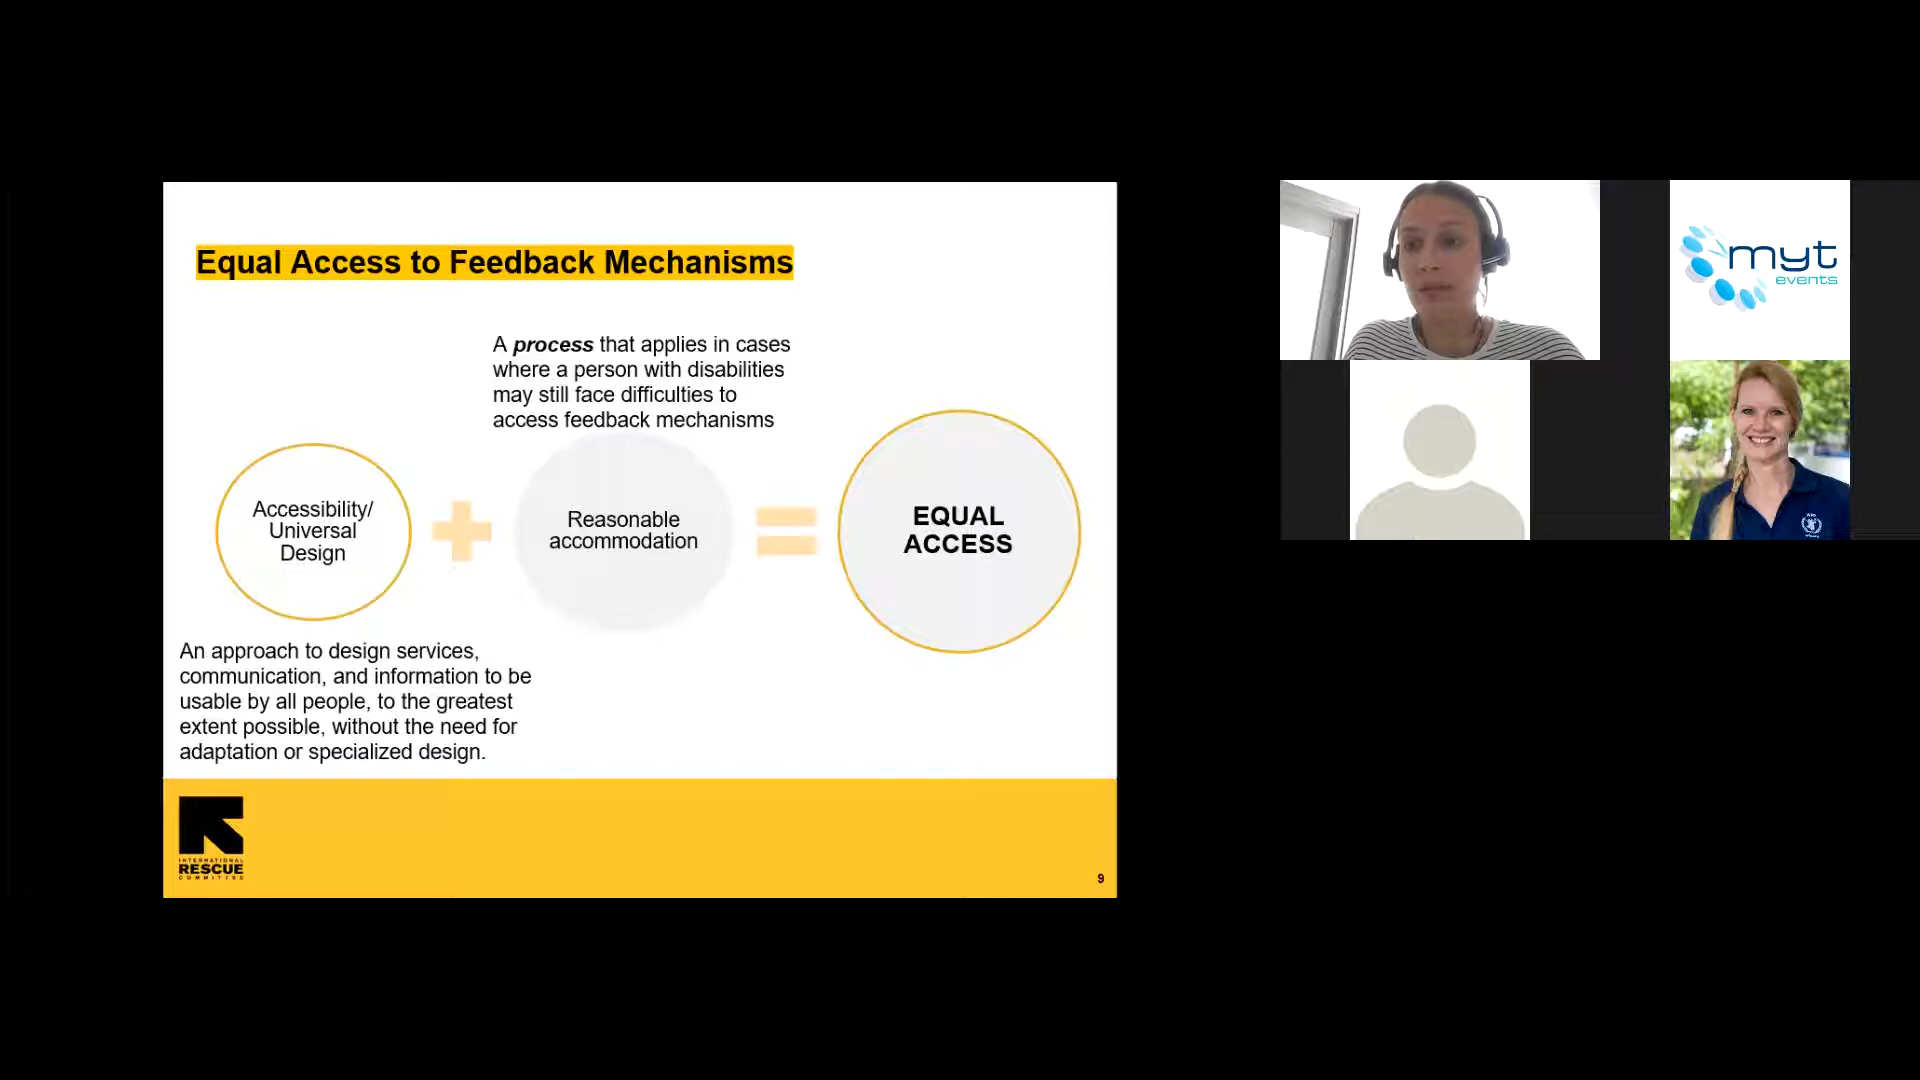 Equal Access to Feedback Mechanisms
A process that applies in cases
where a person with disabilities
may still face difficulties to
access feedback mechanisms
Accessibility/
Universal
Design
Reasonable
accommodation
EQUAL
ACCESS
An approach to design services,
communication, and information to be
usable by all people, to the greatest
extent possible, without the need for
adaptation or specialized design.
INTERNATIONAL
RESCUE
COMMITTEE
9
myt
events